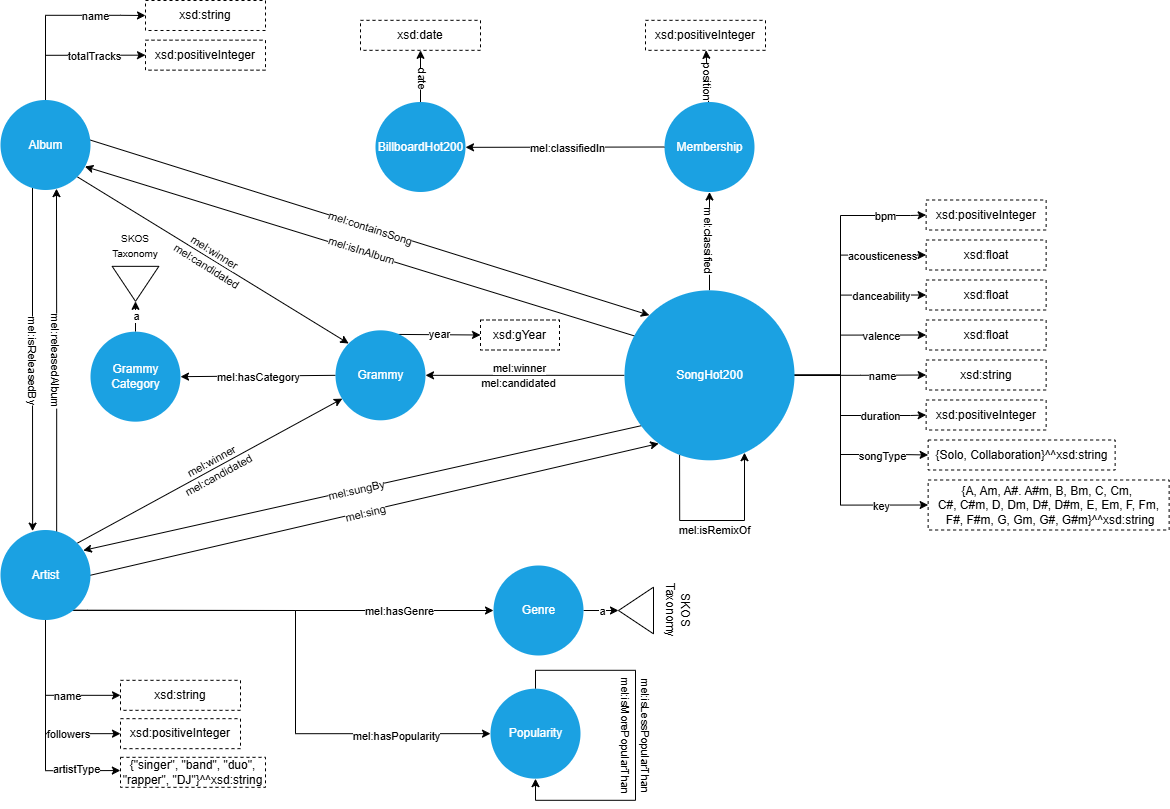 name
xsd:string
totalTracks
xsd:positiveInteger
xsd:date
xsd:positiveInteger
date
position
Album
BillboardHot200
mel:classifiedIn
Membership
mel:containsSong
mel:isInAlbum
mel:classified
mel:winner
mel:candidated
SKOS
Taxonomy
a
Grammy
Category
mel:hasCategory
Grammy
year
xsd:gYear
mel:winner
mel:candidated
SongHot200
bpm
xsd:positiveInteger
acousticeness
xsd:float
danceability
xsd:float
valence
xsd:float
name
xsd:string
duration
xsd:positiveInteger
songType
{Solo, Collaboration}^^xsd:string
key
{A, Am, A#. A#m, B, Bm, C, Cm,
C#, C#m, D, Dm, D#, D#m, E, Em, F, Fm,
F#, F#m, G, Gm, G#, G#m}^^xsd:string
mel:isReleasedBy
mel:releasedAlbum
mel:winner
mel:candidated
mel:sungBy
mel:sing
mel:isRemixOf
Artist
mel:hasGenre
Genre
a
SKOS
Taxonomy
mel:hasPopularity
Popularity
mel:isMorePopularThan
mel:isLessPopularThan
name
xsd:string
followers
xsd:positiveInteger
artistType
{"singer", "band", "duo",
"rapper", "DJ"}^^xsd:string